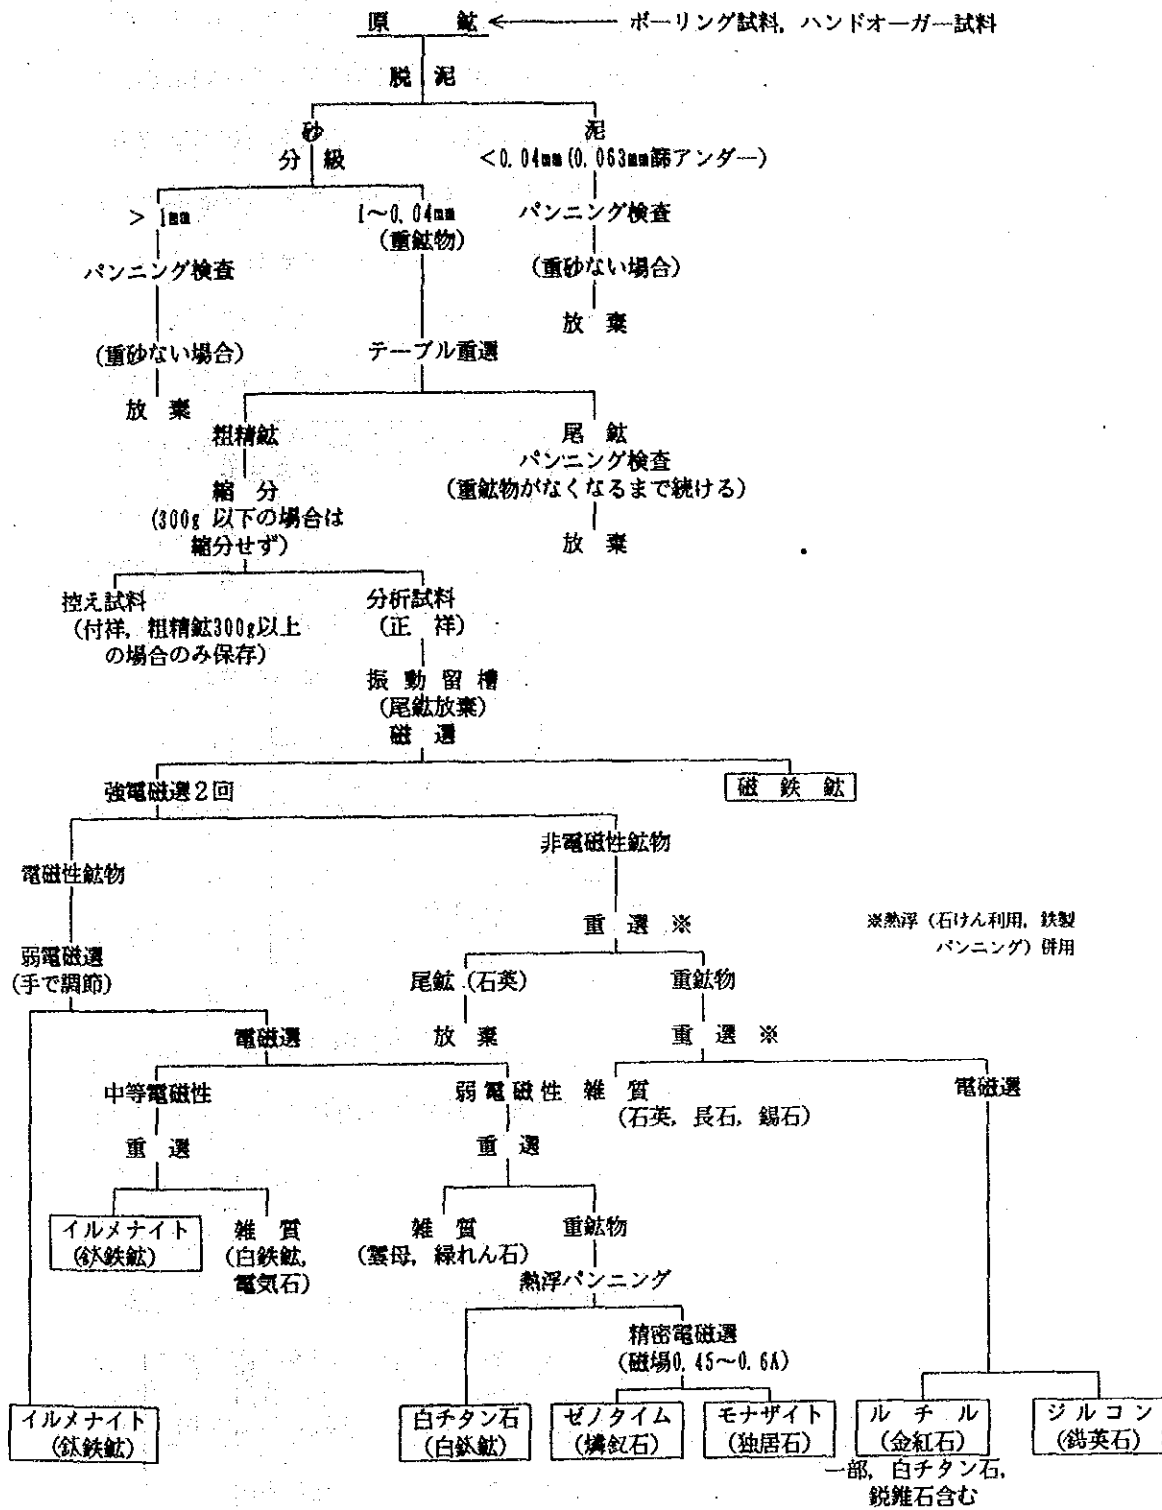 原 鉱 ← ボーリング試料, ハンドオーガー試料
脱 泥
砂
分 級
泥
<0.04mm(0.063mm篩アンダー)
> 1mm
1~0.04mm
(重鉱物)
パンニング検査
パンニング検査
(重砂ない場合)
放 棄
(重砂ない場合)
放 棄
テーブル重選
粗精鉱
尾 鉱
パンニング検査
(重鉱物がなくなるまで続ける)
放 棄
縮 分
(300g 以下の場合は
縮分せず)
控え試料
(付祥, 粗精鉱300g以上
の場合のみ保存)
分析試料
(正 祥)
振 動 留 槽
(尾鉱放棄)
磁 選
強電磁選2回
磁 鉄 鉱
電磁性鉱物
非電磁性鉱物
弱電磁選
(手で調節)
重 選 ※
※熱浮(石けん利用, 鉄製
パンニング)併用
尾鉱(石英)
放 棄
重鉱物
重 選 ※
電磁選
中等電磁性
重 選
弱 電 磁 性
重 選
雑 質
(石英, 長石, 錫石)
電磁選
イルメナイト
(鈦鉄鉱)
雑 質
(白鉄鉱,
電気石)
雑 質
(雲母, 緑れん石)
重鉱物
熱浮パンニング
精密電磁選
(磁場0.45~0.6A)
イルメナイト
(鈦鉄鉱)
白チタン石
(白鈦鉱)
ゼノタイム
(燐釔石)
モナザイト
(独居石)
ル チ ル
(金紅石)
一部, 白チタン石,
鋭錐石含む
ジルコン
(鋯英石)